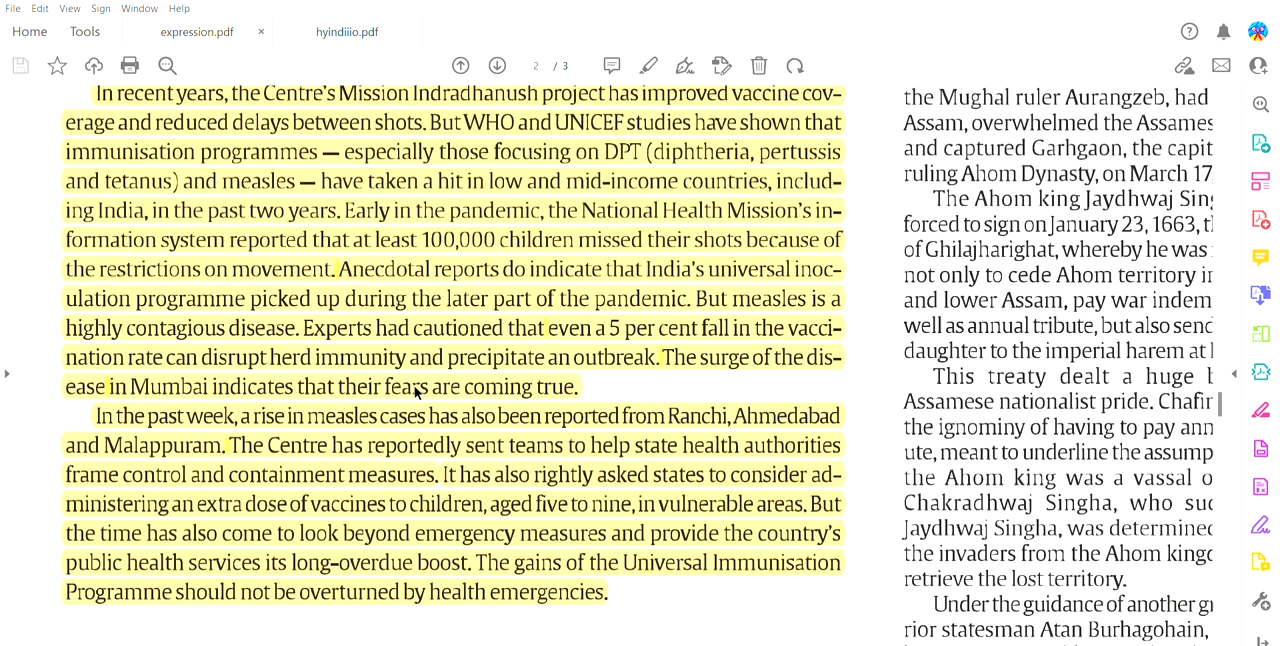 File Edit View Sign Window Help
Home Tools expression.pdf × hyindiiio.pdf
2 / 3
In recent years, the Centre's Mission Indradhanush project has improved vaccine cov-
erage and reduced delays between shots. But WHO and UNICEF studies have shown that
immunisation programmes — especially those focusing on DPT (diphtheria, pertussis
and tetanus) and measles — have taken a hit in low and mid-income countries, includ-
ing India, in the past two years. Early in the pandemic, the National Health Mission's in-
formation system reported that at least 100,000 children missed their shots because of
the restrictions on movement. Anecdotal reports do indicate that India's universal inoc-
ulation programme picked up during the later part of the pandemic. But measles is a
highly contagious disease. Experts had cautioned that even a 5 per cent fall in the vacci-
nation rate can disrupt herd immunity and precipitate an outbreak. The surge of the dis-
ease in Mumbai indicates that their fears are coming true.
In the past week, a rise in measles cases has also been reported from Ranchi, Ahmedabad
and Malappuram. The Centre has reportedly sent teams to help state health authorities
frame control and containment measures. It has also rightly asked states to consider ad-
ministering an extra dose of vaccines to children, aged five to nine, in vulnerable areas. But
the time has also come to look beyond emergency measures and provide the country's
public health services its long-overdue boost. The gains of the Universal Immunisation
Programme should not be overturned by health emergencies.
the Mughal ruler Aurangzeb, had
Assam, overwhelmed the Assames
and captured Garhgaon, the capit
ruling Ahom Dynasty, on March 17,
The Ahom king Jaydhwaj Sing
forced to sign on January 23, 1663, t
of Ghilajharighat, whereby he was
not only to cede Ahom territory in
and lower Assam, pay war indem
well as annual tribute, but also send
daughter to the imperial harem at
This treaty dealt a huge b
Assamese nationalist pride. Chafin
the ignominy of having to pay ann
ute, meant to underline the assump
the Ahom king was a vassal o
Chakradhwaj Singha, who suc
Jaydhwaj Singha, was determined
the invaders from the Ahom kingd
retrieve the lost territory.
Under the guidance of another gr
rior statesman Atan Burhagohain,